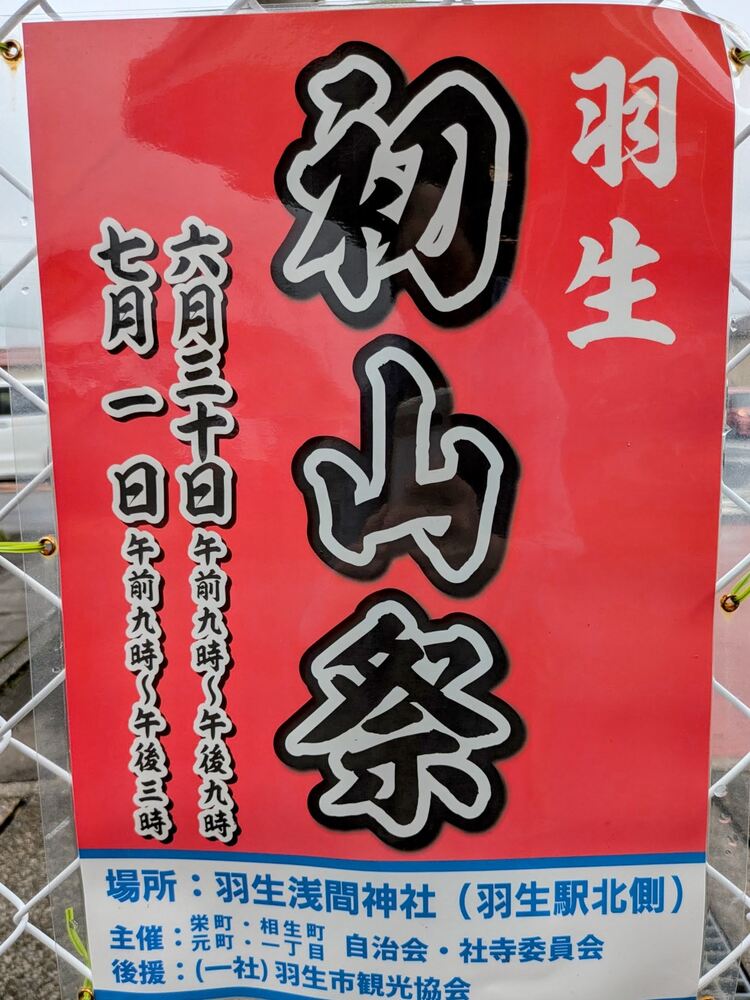 羽生
初山祭
六月三十日 午前九時～午後九時
七月一日 午前九時～午後三時
場所：羽生浅間神社（羽生駅北側）
主催：栄町・相生町
元町・一丁目 自治会・社寺委員会
後援：(一社)羽生市観光協会